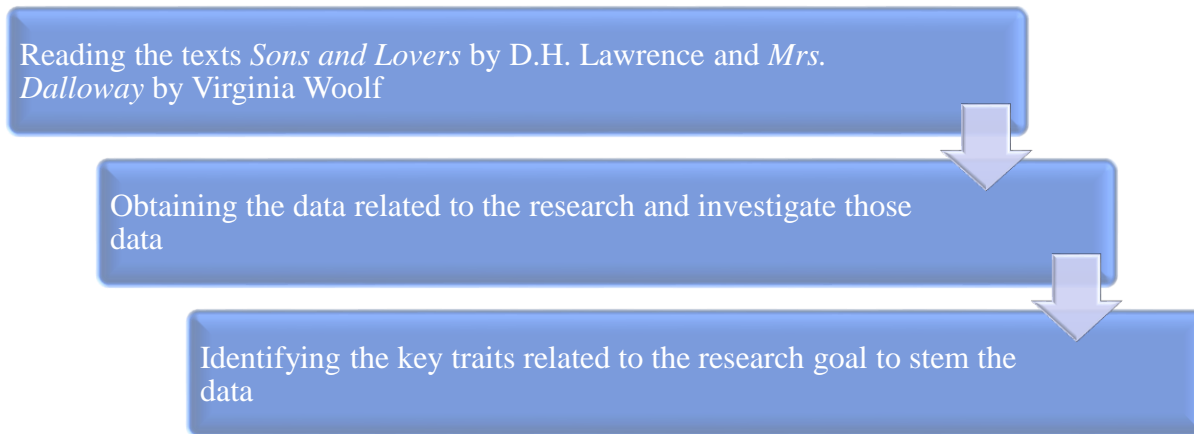 Reading the texts Sons and Lovers by D.H. Lawrence and Mrs.
Dalloway by Virginia Woolf
Obtaining the data related to the research and investigate those
data
Identifying the key traits related to the research goal to stem the
data